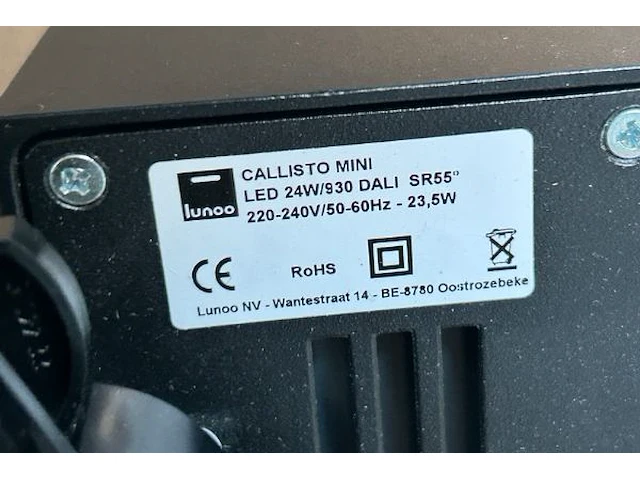 lunoo
CALLISTO MINI
LED 24W/930 DALI SR55°
220-240V/50-60Hz - 23,5W
CE
RoHS
Lunoo NV - Wantestraat 14 - BE-8780 Oostrozebeke